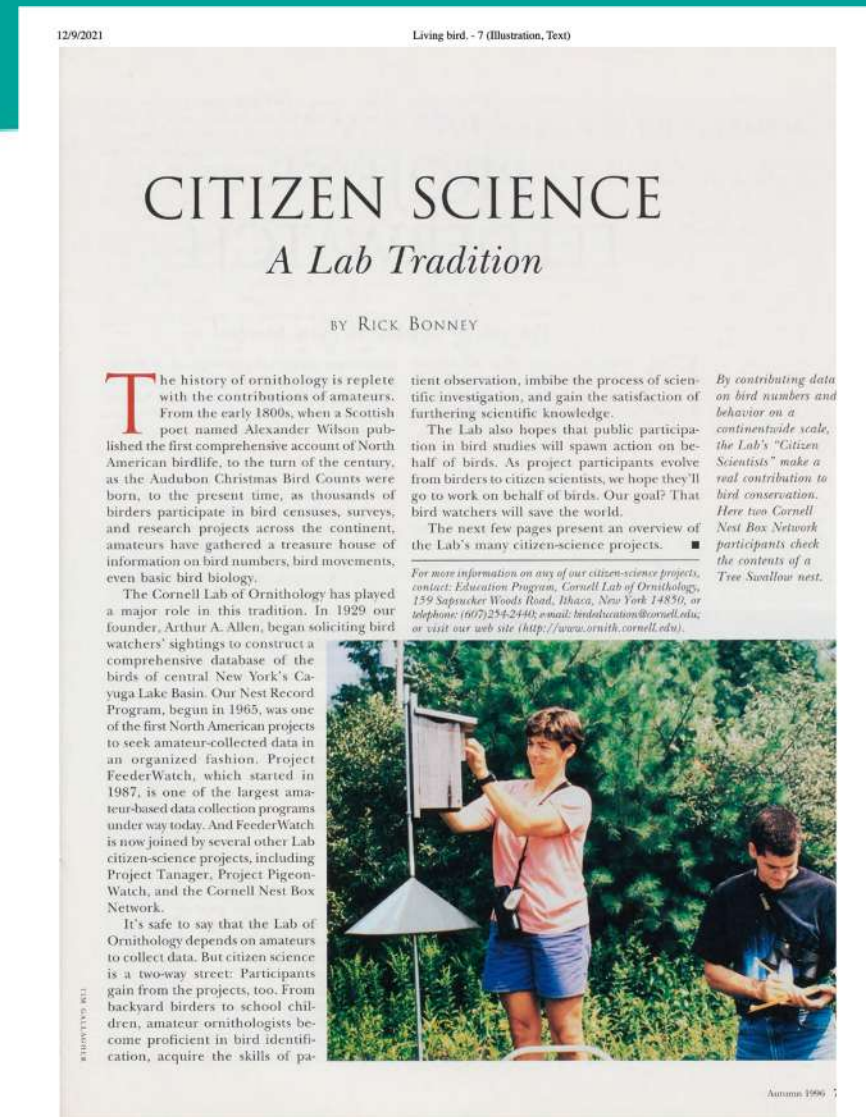 12/9/2021
Living bird. - 7 (Illustration, Text)
CITIZEN SCIENCE
A Lab Tradition
BY RICK BONNEY
The history of ornithology is replete
with the contributions of amateurs.
From the early 1800s, when a Scottish
poet named Alexander Wilson pub-
lished the first comprehensive account of North
American birdlife, to the turn of the century,
as the Audubon Christmas Bird Counts were
born, to the present time, as thousands of
birders participate in bird censuses, surveys,
and research projects across the continent,
amateurs have gathered a treasure house of
information on bird numbers, bird movements,
even basic bird biology.
The Cornell Lab of Ornithology has played
a major role in this tradition. In 1929 our
founder, Arthur A. Allen, began soliciting bird
watchers' sightings to construct a
comprehensive database of the
birds of central New York's Ca-
yuga Lake Basin. Our Nest Record
Program, begun in 1965, was one
of the first North American projects
to seek amateur-collected data in
an organized fashion. Project
FeederWatch, which started in
1987, is one of the largest ama-
teur-based data collection programs
under way today. And FeederWatch
is now joined by several other Lab
citizen-science projects, including
Project Tanager, Project Pigeon-
Watch, and the Cornell Nest Box
Network.
It's safe to say that the Lab of
Ornithology depends on amateurs
to collect data. But citizen science
is a two-way street: Participants
gain from the projects, too. From
backyard birders to school chil-
dren, amateur ornithologists be-
come proficient in bird identifi-
cation, acquire the skills of pa-
tient observation, imbibe the process of scien-
tific investigation, and gain the satisfaction of
furthering scientific knowledge.
The Lab also hopes that public participa-
tion in bird studies will spawn action on be-
half of birds. As project participants evolve
from birders to citizen scientists, we hope they'll
go to work on behalf of birds. Our goal? That
bird watchers will save the world.
The next few pages present an overview of
the Lab's many citizen-science projects.
For more information on any of our citizen-science projects,
contact: Education Program, Cornell Lab of Ornithology,
159 Sapsucker Woods Road, Ithaca, New York 14850, or
telephone: (607)254-2440; e-mail: birdeducation@cornell.edu;
or visit our web site (http://www.ornith.cornell.edu).
By contributing data
on bird numbers and
behavior on a
continentwide scale,
the Lab's "Citizen
Scientists" make a
real contribution to
bird conservation.
Here two Cornell
Nest Box Network
participants check
the contents of a
Tree Swallow nest.
TIM GALLAGHER
Autumn 1996 7